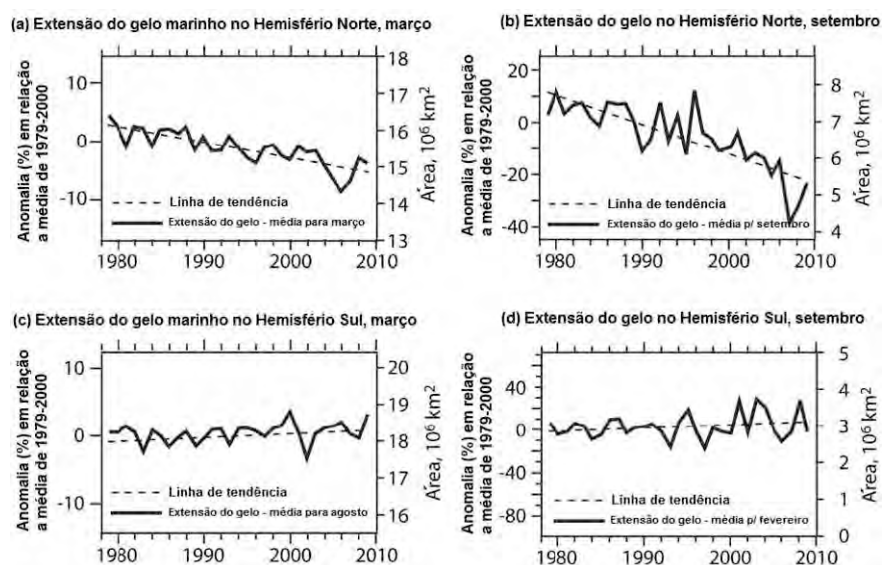 (a) Extensão do gelo marinho no Hemisfério Norte, março
Anomalia (%) em relação
a média de 1979-2000
10
0
-10
18
17
16
15
14
13
Área, 10⁶ km²
Linha de tendência
Extensão do gelo - média para março
1980 1990 2000 2010
(b) Extensão do gelo no Hemisfério Norte, setembro
Anomalia (%) em relação
a média de 1979-2000
20
0
-20
-40
8
7
6
5
4
Área, 10⁶ km²
Linha de tendência
Extensão do gelo - média p/ setembro
1980 1990 2000 2010
(c) Extensão do gelo marinho no Hemisfério Sul, março
Anomalia (%) em relação
a média de 1979-2000
10
0
-10
20
19
18
17
16
Área, 10⁶ km²
Linha de tendência
Extensão do gelo - média para agosto
1980 1990 2000 2010
(d) Extensão do gelo no Hemisfério Sul, setembro
Anomalia (%) em relação
a média de 1979-2000
40
0
-40
-80
5
4
3
2
1
0
Área, 10⁶ km²
Linha de tendência
Extensão do gelo - média p/ fevereiro
1980 1990 2000 2010